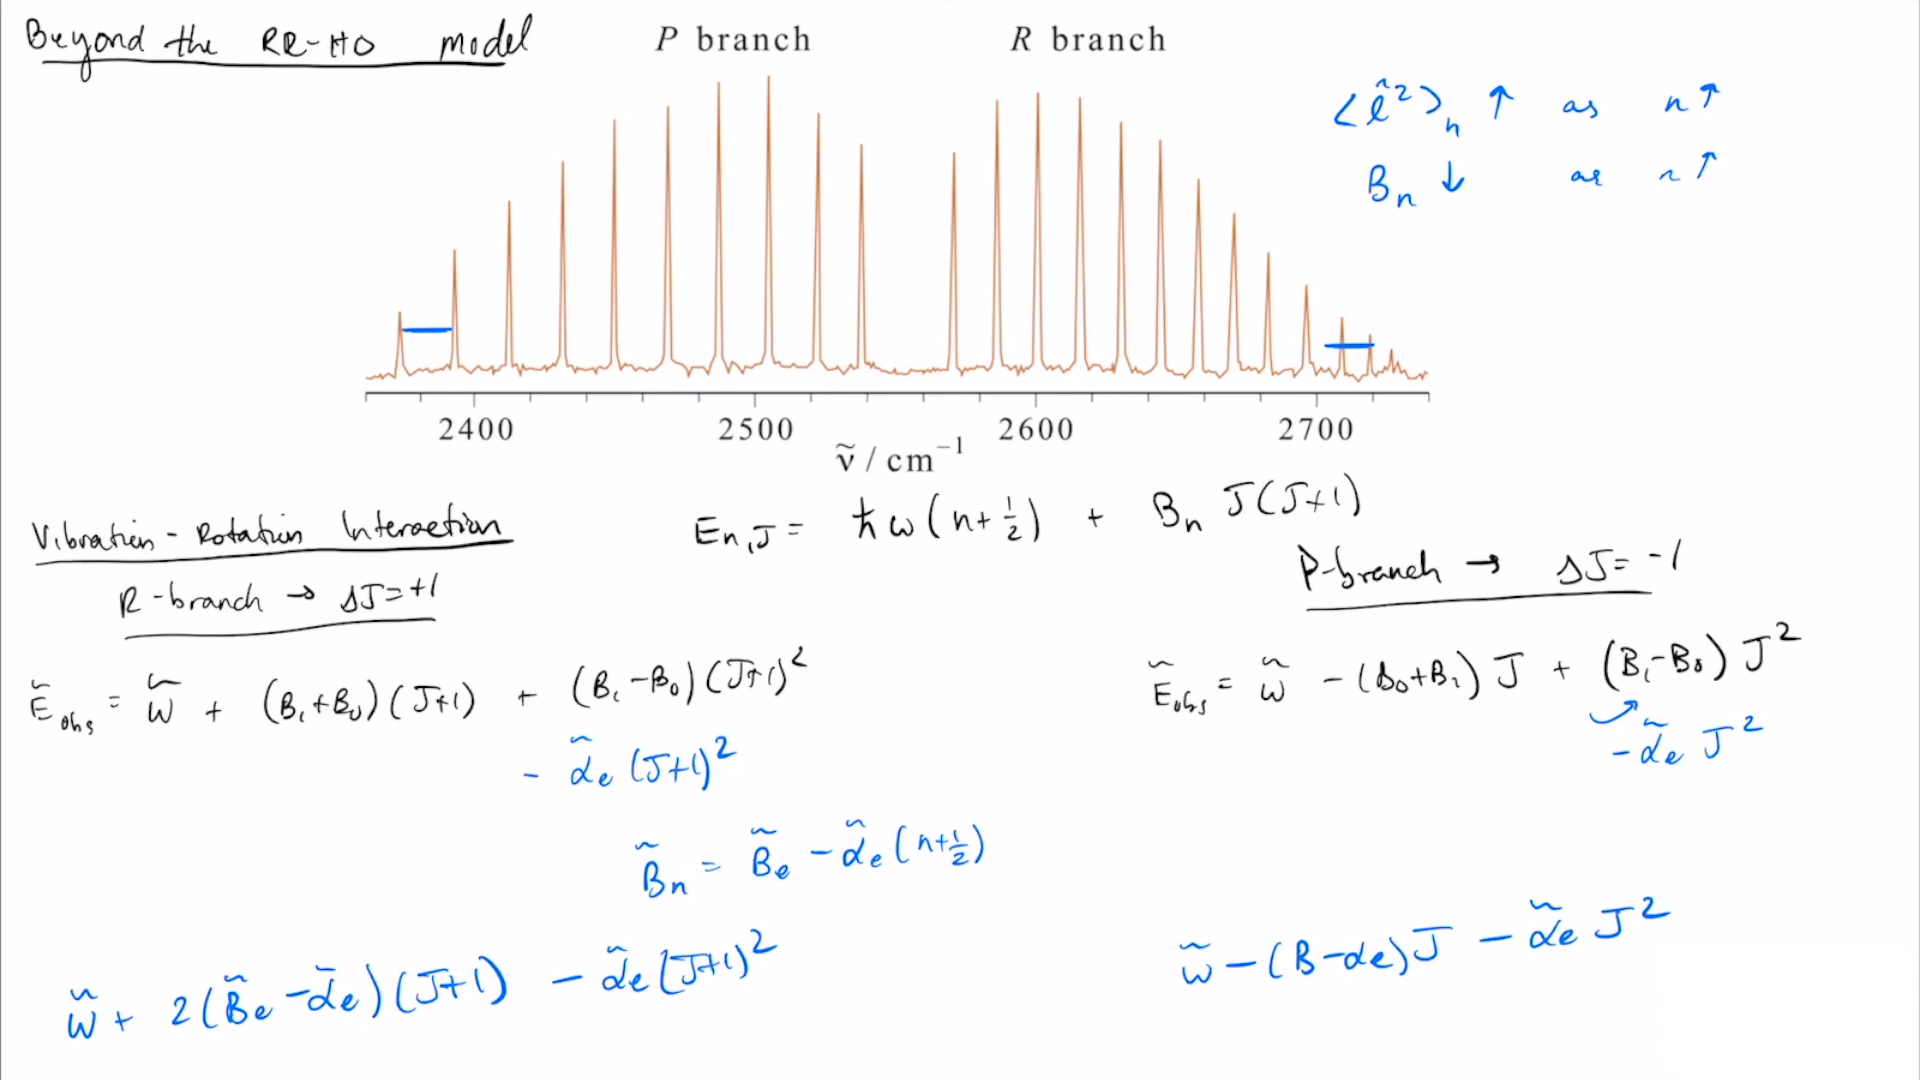 Beyond the RR-HO model
P branch R branch
<ℓ̂²>ₙ ↑ as n↑
Bₙ ↓ as n↑
2400 2500 2600 2700
ν̃ / cm⁻¹
Eₙ,J = ħω(n+½) + Bₙ J(J+1)
Vibration-Rotation Interaction
R-branch → ΔJ=+1
P-branch → ΔJ=-1
Ẽobs = w̃ + (B₁+B₀)(J+1) + (B₁-B₀)(J+1)²
- α̃e (J+1)²
Ẽobs = w̃ - (B₀+B₁)J + (B₁-B₀)J²
-α̃e J²
B̃n = B̃e - α̃e(n+½)
w̃ + 2(B̃e-α̃e)(J+1) - α̃e(J+1)²
w̃-(B-αe)J - α̃e J²